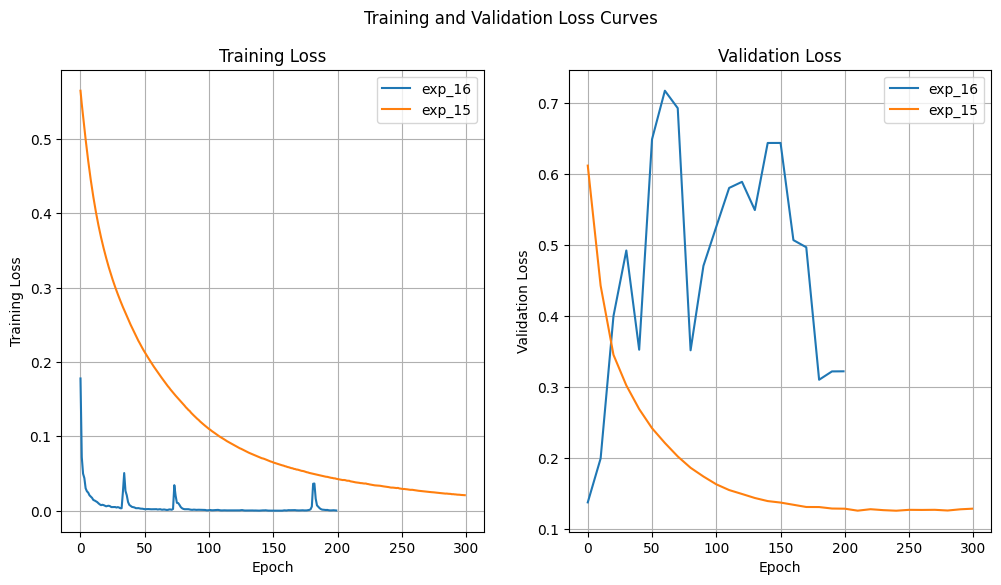 Training and Validation Loss Curves
Training Loss
exp_16
exp_15
Training Loss
0.5
0.4
0.3
0.2
0.1
0.0
0
50
100
150
200
250
300
Epoch
Validation Loss
exp_16
exp_15
Validation Loss
0.7
0.6
0.5
0.4
0.3
0.2
0.1
0
50
100
150
200
250
300
Epoch